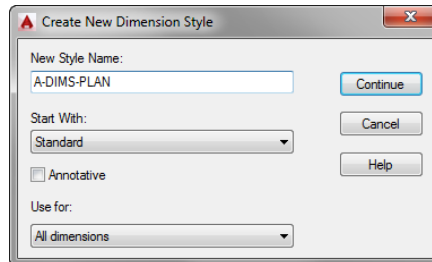 Create New Dimension Style
New Style Name:
A-DIMS-PLAN
Continue
Start With:
Cancel
Standard
Help
Annotative
Use for:
All dimensions